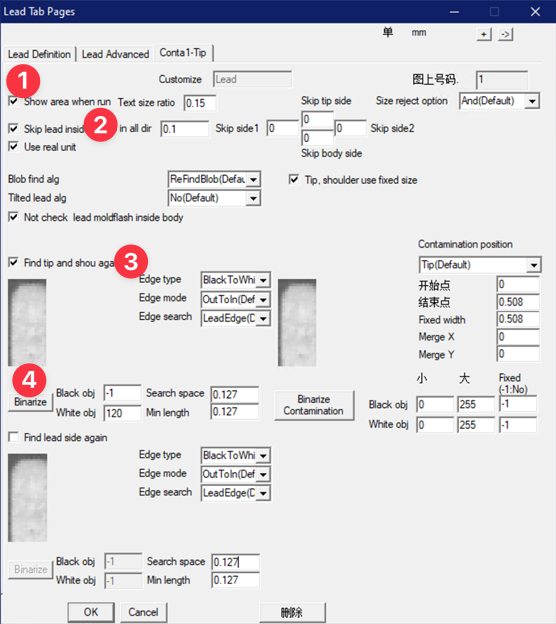 Lead Tab Pages
单 mm + ->
Lead Definition Lead Advanced Conta1-Tip
Customize Lead 图上号码. 1
1
Show area when run Text size ratio 0.15 Skip tip side Size reject option And(Default)
0
Skip lead inside 2 in all dir 0.1 Skip side1 0 0 Skip side2
0
Use real unit Skip body side
Blob find alg ReFindBlob(Defau Tip, shoulder use fixed size
Tilted lead alg No(Default)
Not check lead moldflash inside body
Contamination position
Find tip and shou 3 Tip(Default)
Edge type BlackToWhi
Edge mode OutToIn(Def
Edge search LeadEdge(D
开始点 0
结束点 0.508
Fixed width 0.508
Merge X 0
Merge Y 0
4
Binarize
Black obj -1 Search space 0.127
White obj 120 Min length 0.127
Binarize
Contamination
小 大 Fixed
(-1:No)
Black obj 0 255 -1
White obj 0 255 -1
Find lead side again
Edge type BlackToWhi
Edge mode OutToIn(Def
Edge search LeadEdge(D
Binarize
Black obj -1 Search space 0.127
White obj -1 Min length 0.127
OK Cancel 刪除